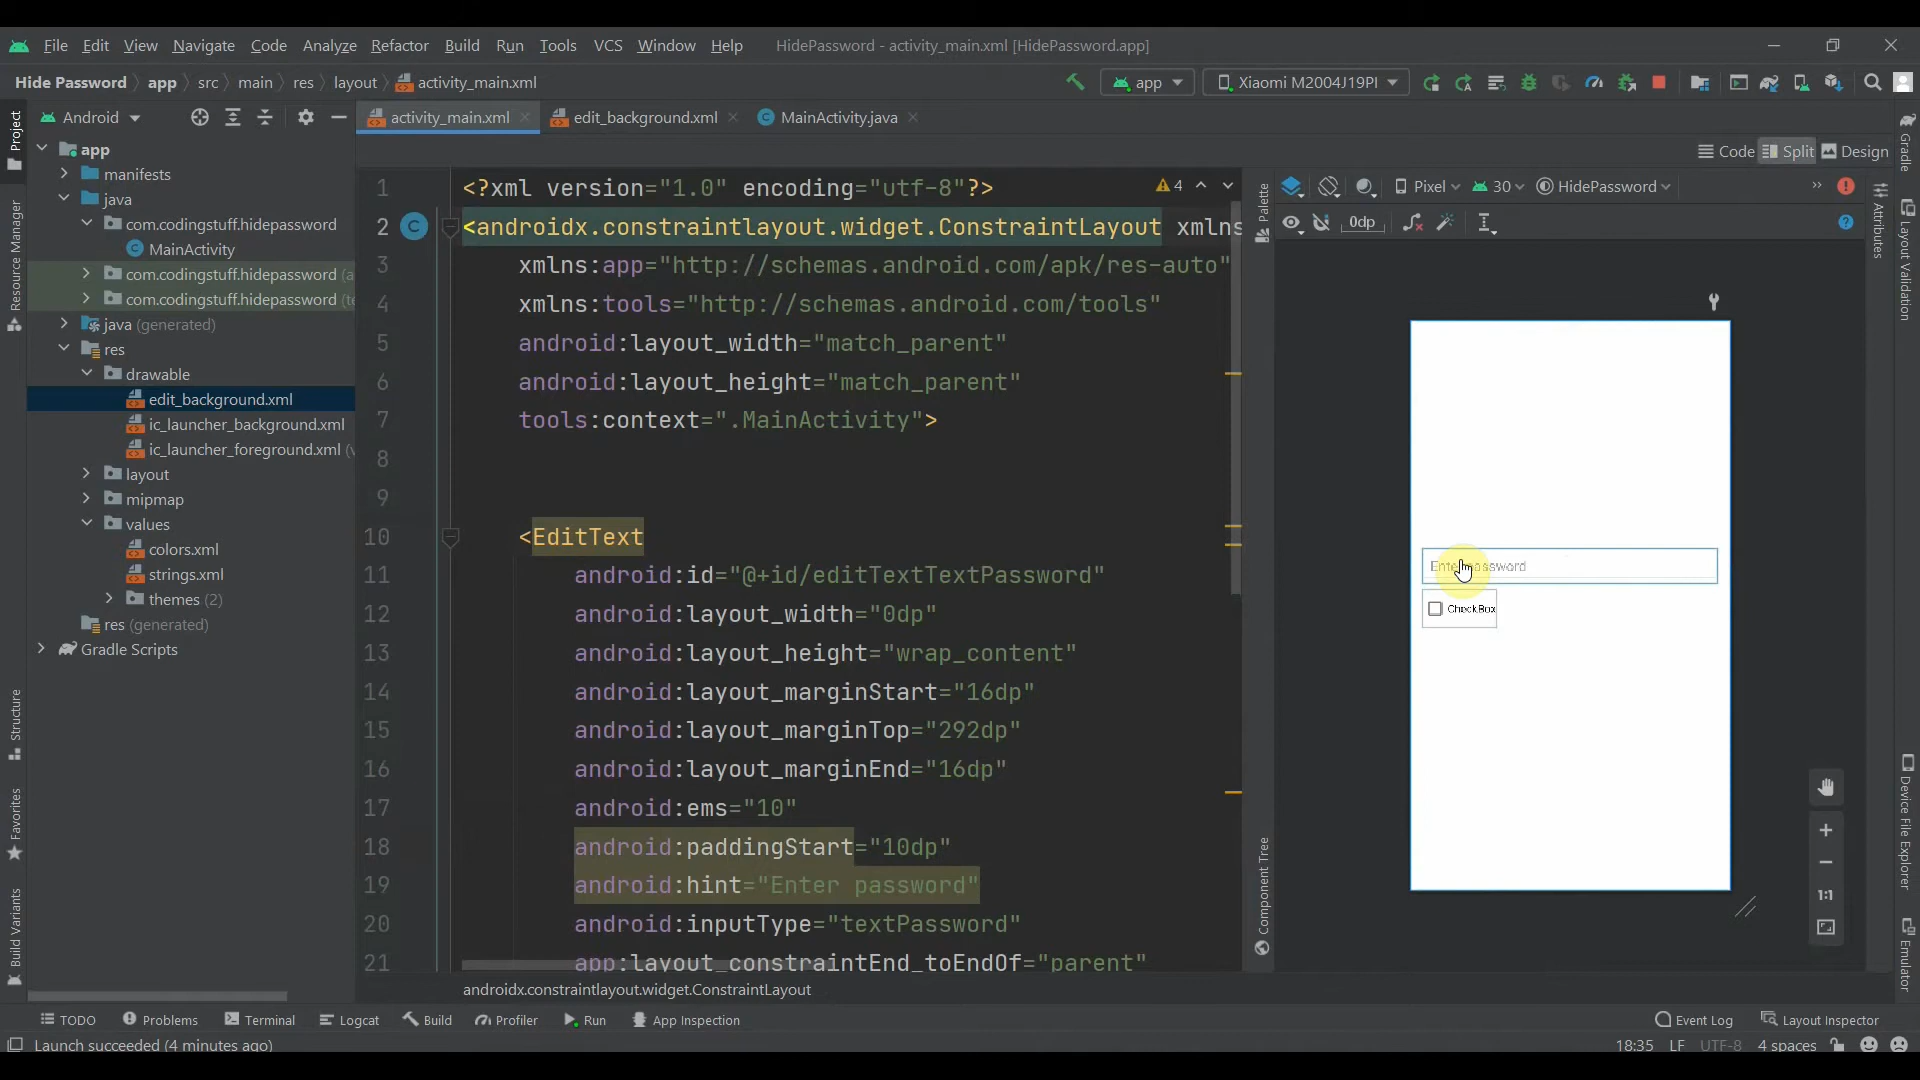 File Edit View Navigate Code Analyze Refactor Build Run Tools VCS Window Help HidePassword - activity_main.xml [HidePassword.app]
Hide Password app src main res layout activity_main.xml app Xiaomi M2004J19PI
Android activity_main.xml edit_background.xml MainActivity.java
Code Split Design
Project
Resource Manager
Structure
Favorites
Build Variants
app
manifests
java
com.codingstuff.hidepassword
MainActivity
com.codingstuff.hidepassword (a
com.codingstuff.hidepassword (te
java (generated)
res
drawable
edit_background.xml
ic_launcher_background.xml
ic_launcher_foreground.xml (v
layout
mipmap
values
colors.xml
strings.xml
themes (2)
res (generated)
Gradle Scripts
1 <?xml version="1.0" encoding="utf-8"?>
2 <androidx.constraintlayout.widget.ConstraintLayout xmlns
3 xmlns:app="http://schemas.android.com/apk/res-auto"
4 xmlns:tools="http://schemas.android.com/tools"
5 android:layout_width="match_parent"
6 android:layout_height="match_parent"
7 tools:context=".MainActivity">
8
9
10 <EditText
11 android:id="@+id/editTextTextPassword"
12 android:layout_width="0dp"
13 android:layout_height="wrap_content"
14 android:layout_marginStart="16dp"
15 android:layout_marginTop="292dp"
16 android:layout_marginEnd="16dp"
17 android:ems="10"
18 android:paddingStart="10dp"
19 android:hint="Enter password"
20 android:inputType="textPassword"
21 app:layout_constraintEnd_toEndOf="parent"
androidx.constraintlayout.widget.ConstraintLayout
4
Palette
Component Tree
Pixel 30 HidePassword
0dp
CheckBox
1:1
Gradle
Attributes
Layout Validation
Device File Explorer
Emulator
TODO Problems Terminal Logcat Build Profiler Run App Inspection Event Log Layout Inspector
Launch succeeded (4 minutes ago) 18:35 LF UTF-8 4 spaces